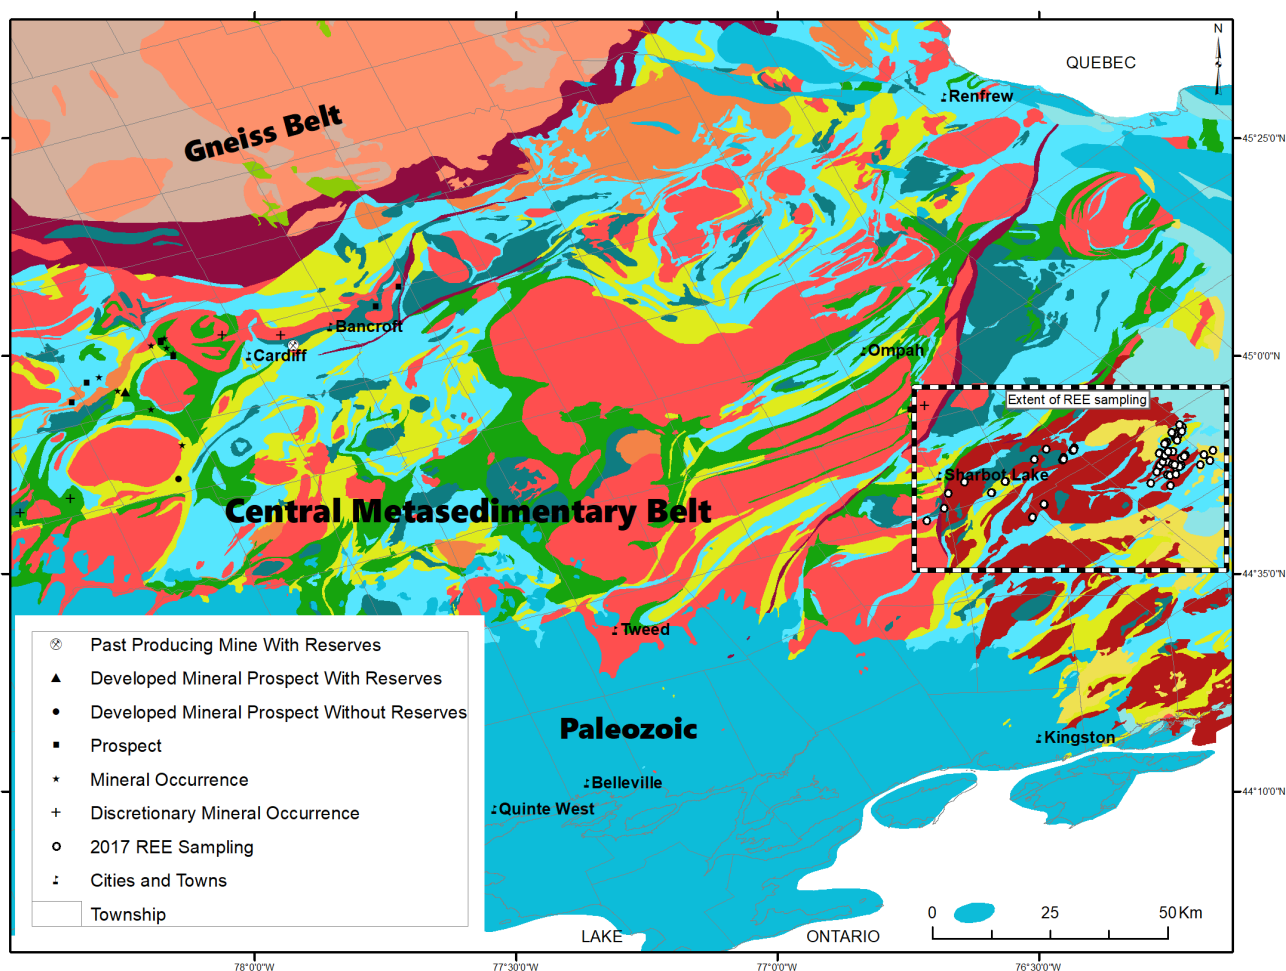 N
QUEBEC
Renfrew
Gneiss Belt
45°25'0"N
Bancroft
Cardiff
Ompah
45°0'0"N
Extent of REE sampling
Sharbot Lake
Central Metasedimentary Belt
44°35'0"N
Tweed
Past Producing Mine With Reserves
Developed Mineral Prospect With Reserves
Developed Mineral Prospect Without Reserves
Prospect
Mineral Occurrence
Discretionary Mineral Occurrence
2017 REE Sampling
Cities and Towns
Township
Paleozoic
Kingston
Belleville
44°10'0"N
Quinte West
0 25 50 Km
LAKE ONTARIO
78°0'0"W 77°30'0"W 77°0'0"W 76°30'0"W